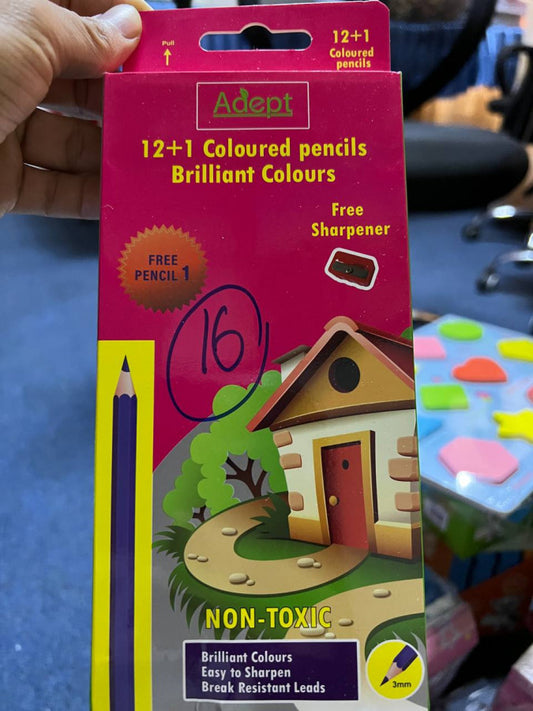 Pull
12+1
Coloured
pencils
Adept
12+1 Coloured pencils
Brilliant Colours
Free
Sharpener
FREE
PENCIL 1
16
NON-TOXIC
Brilliant Colours
Easy to Sharpen
Break Resistant Leads
3mm